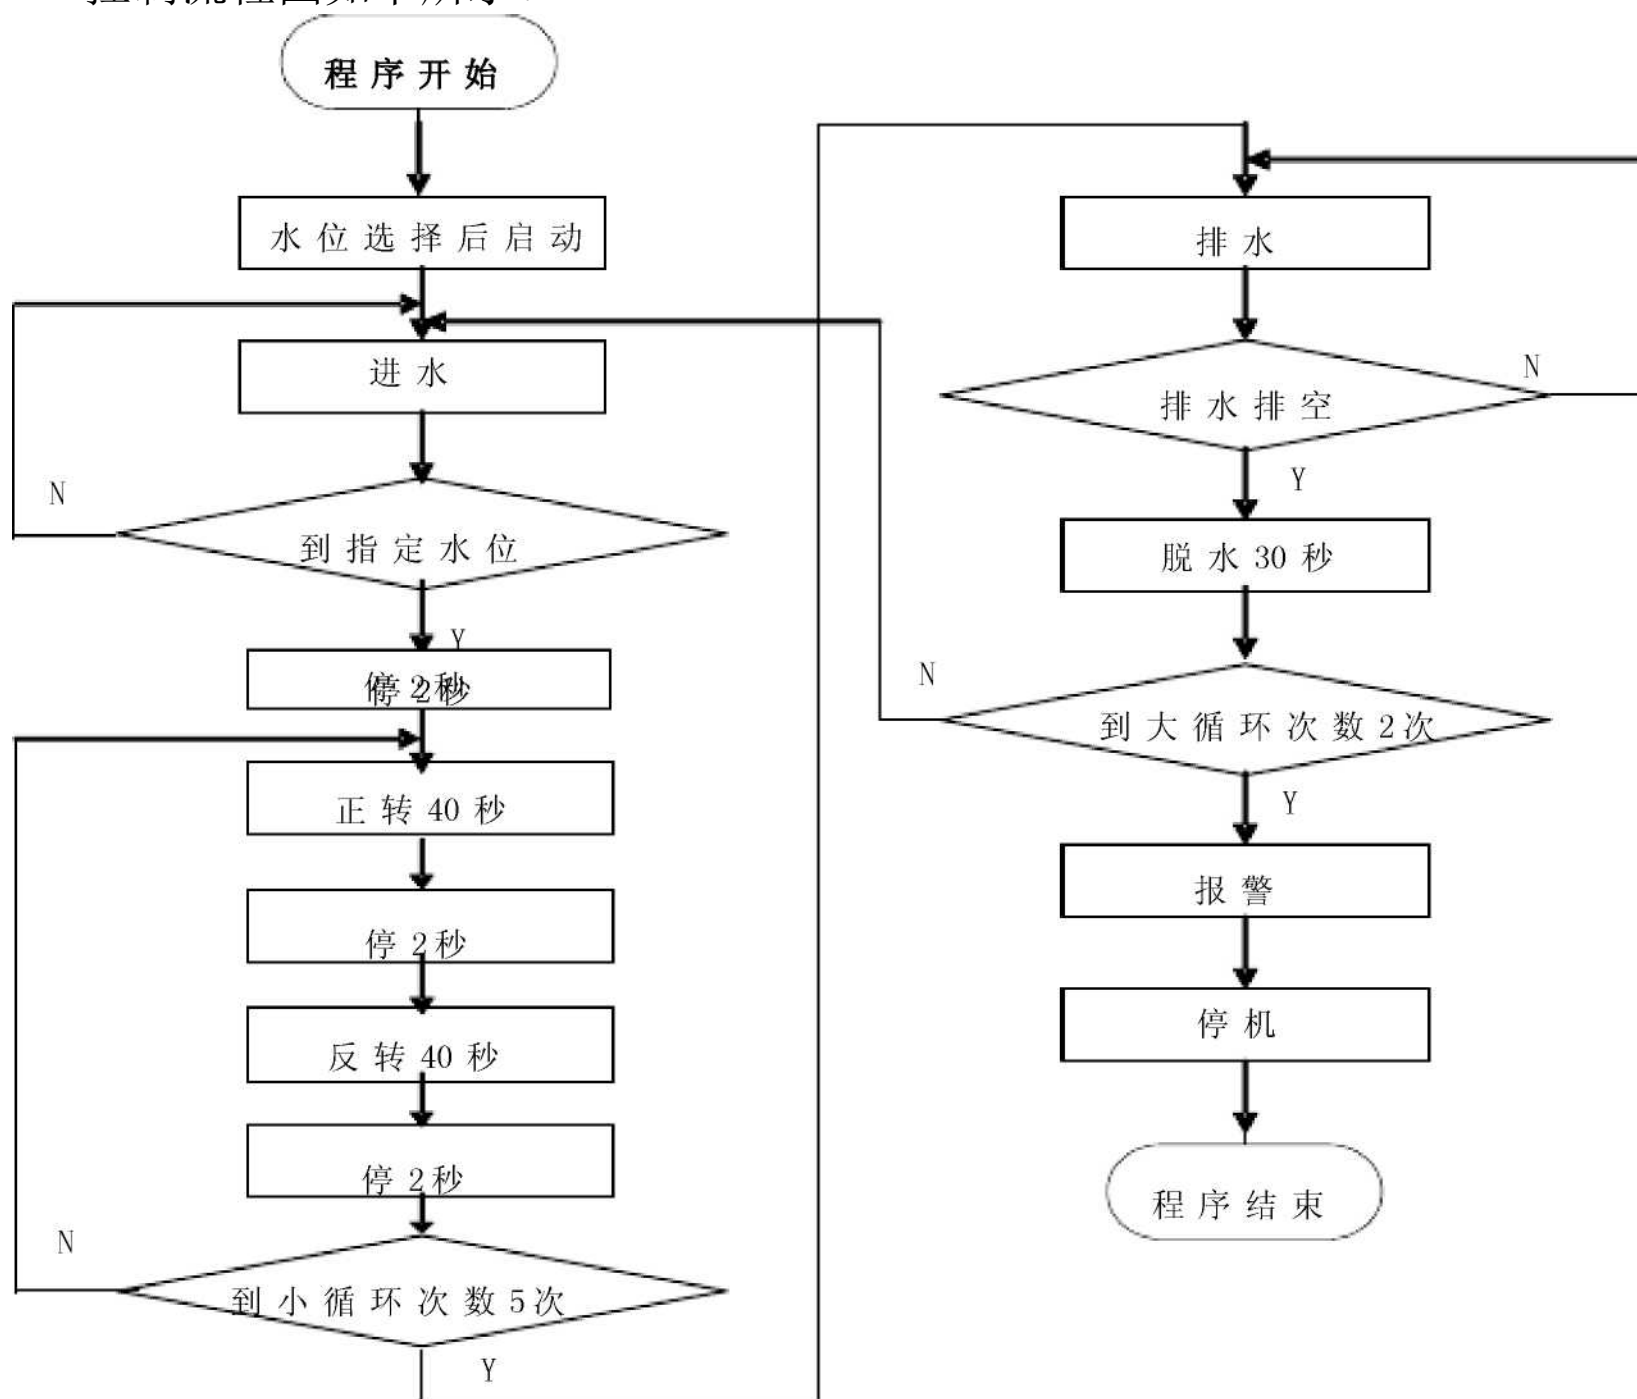 程序开始
水位选择后启动
进水
N
到指定水位
Y
停2秒
正转40秒
停2秒
反转40秒
停2秒
N
到小循环次数5次
Y
排水
N
排水排空
Y
脱水30秒
N
到大循环次数2次
Y
报警
停机
程序结束